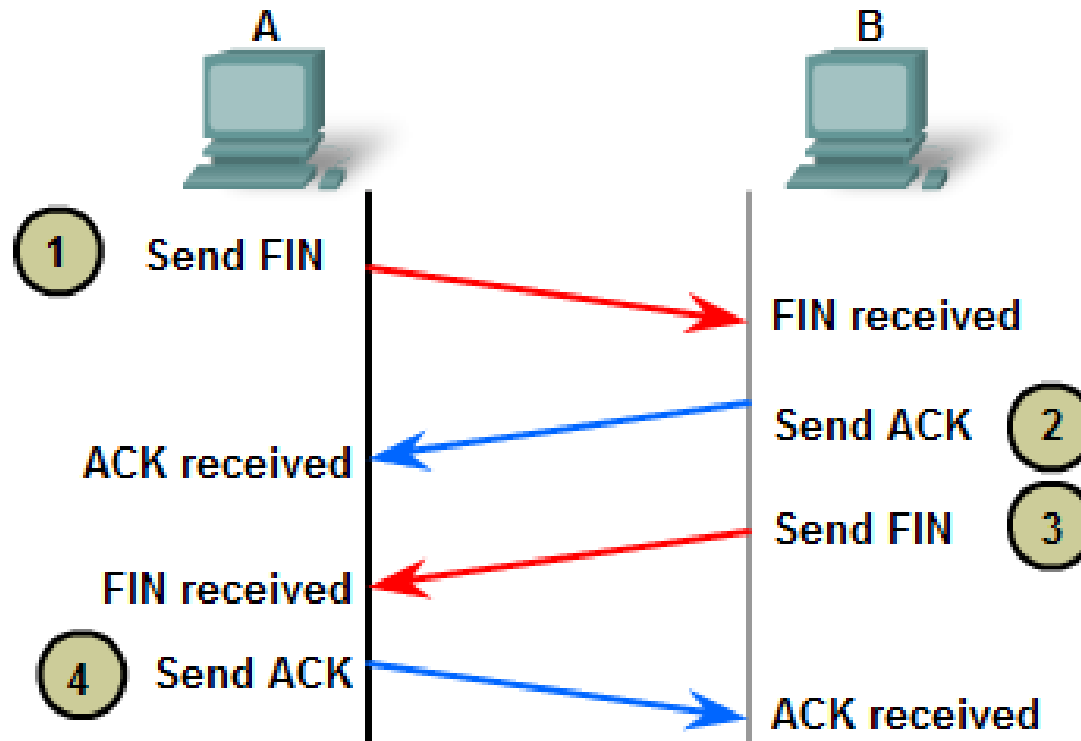 A
B
1
Send FIN
FIN received
Send ACK
2
ACK received
Send FIN
3
FIN received
4
Send ACK
ACK received